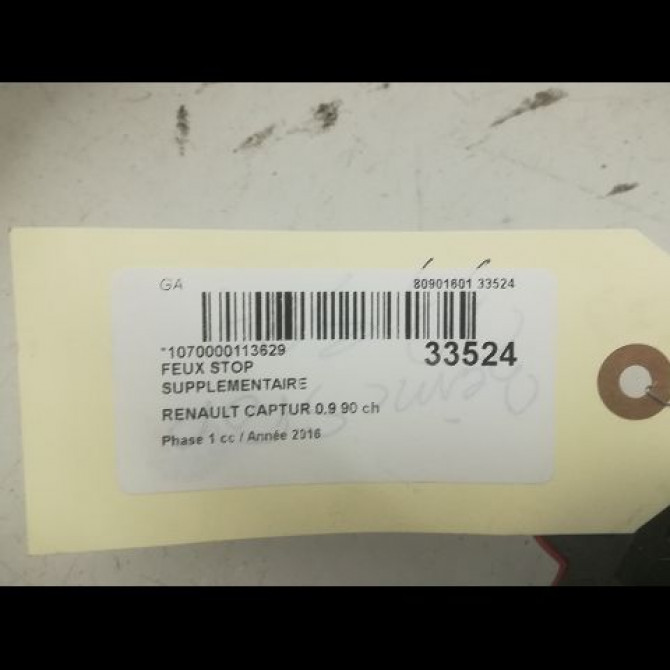 GA 80901601 33524
*1070000113629 33524
FEUX STOP
SUPPLEMENTAIRE
RENAULT CAPTUR 0.9 90 ch
Phase 1 cc / Année 2016